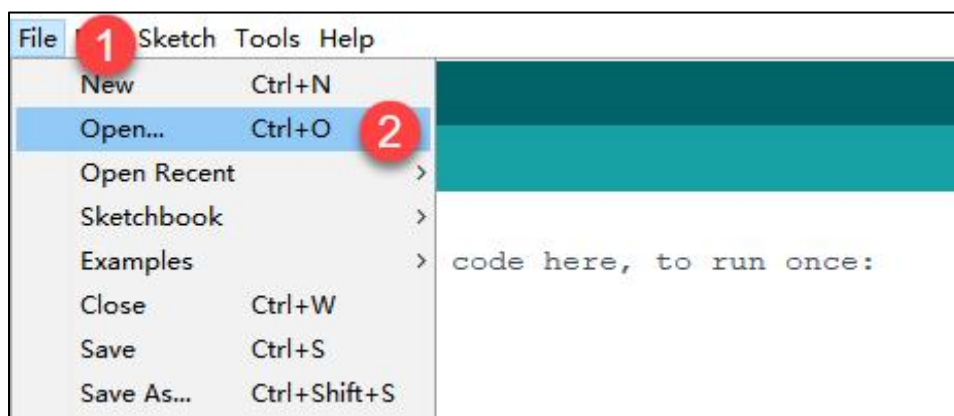 File 1 Sketch Tools Help
New Ctrl+N
Open... Ctrl+O 2
Open Recent >
Sketchbook >
Examples > code here, to run once:
Close Ctrl+W
Save Ctrl+S
Save As... Ctrl+Shift+S